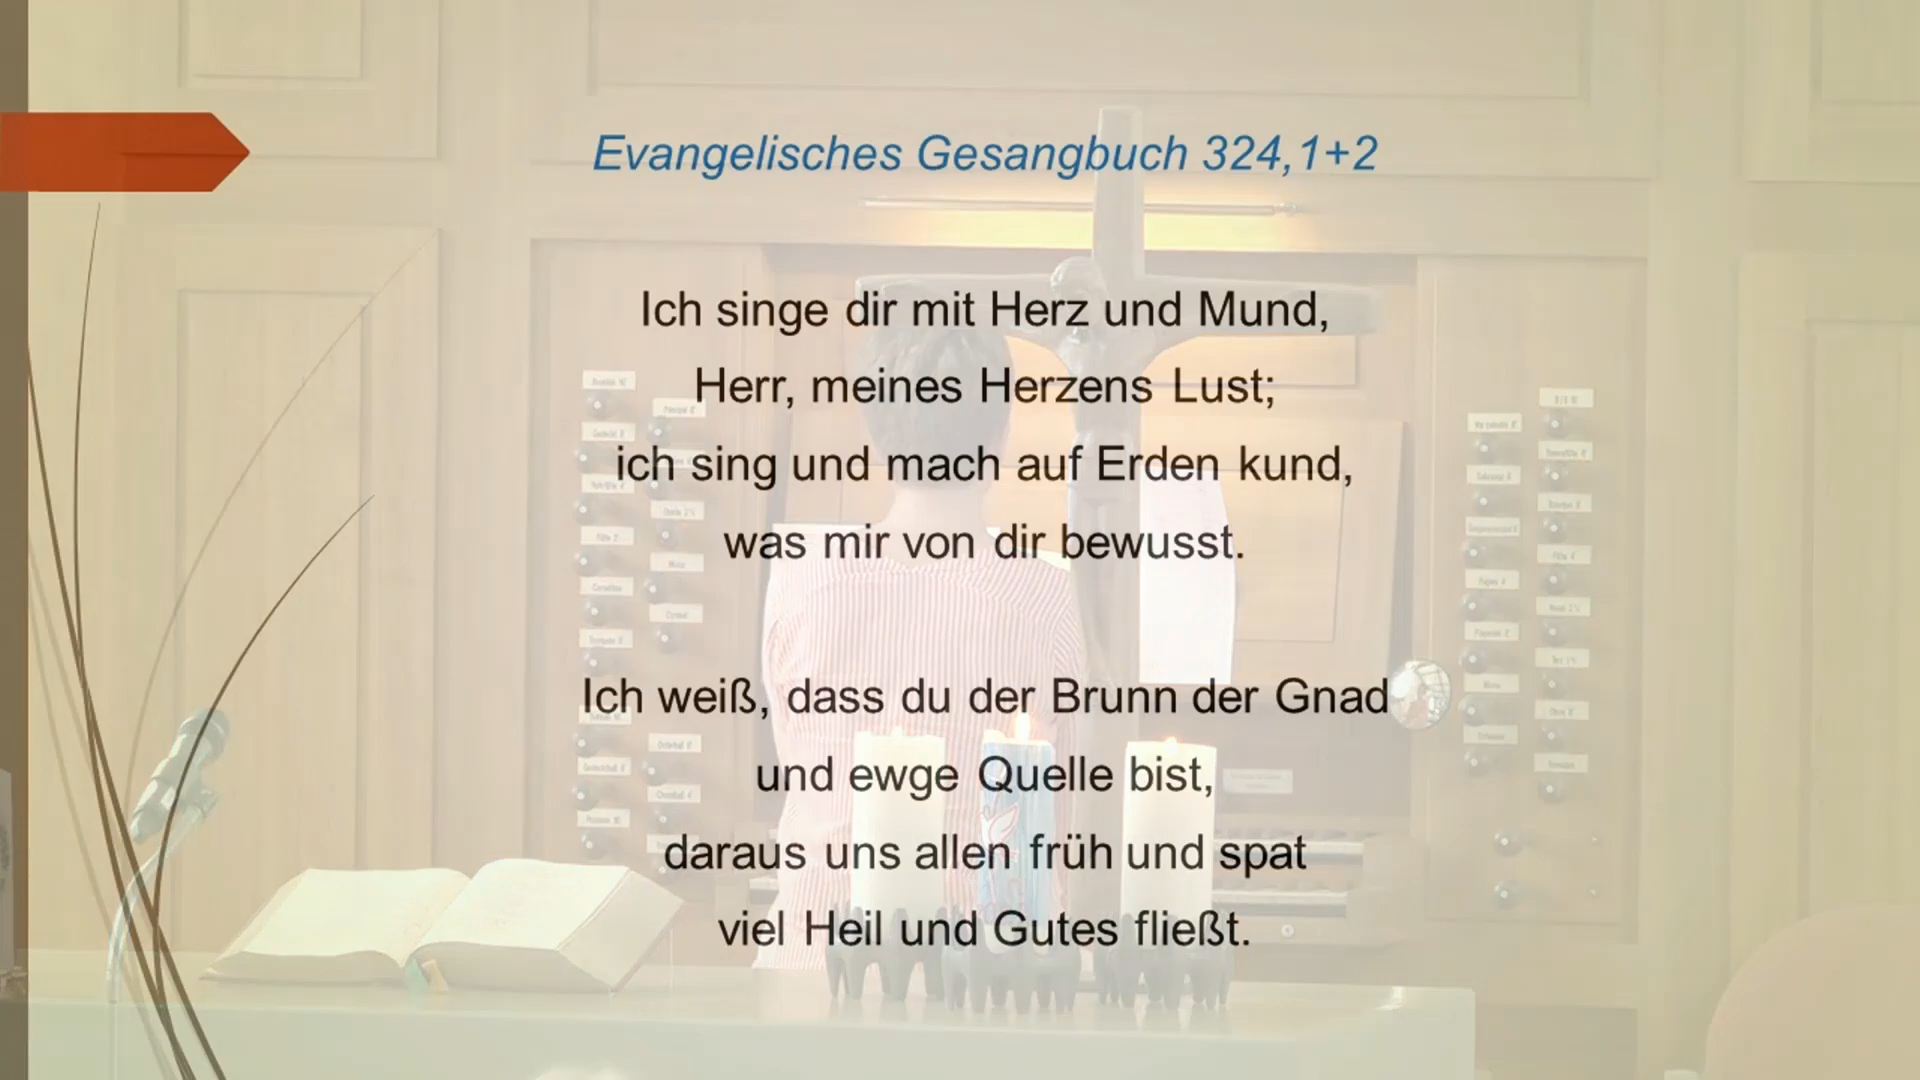 Evangelisches Gesangbuch 324,1+2
Ich singe dir mit Herz und Mund,
Herr, meines Herzens Lust;
ich sing und mach auf Erden kund,
was mir von dir bewusst.
Ich weiß, dass du der Brunn der Gnad
und ewge Quelle bist,
daraus uns allen früh und spat
viel Heil und Gutes fließt.